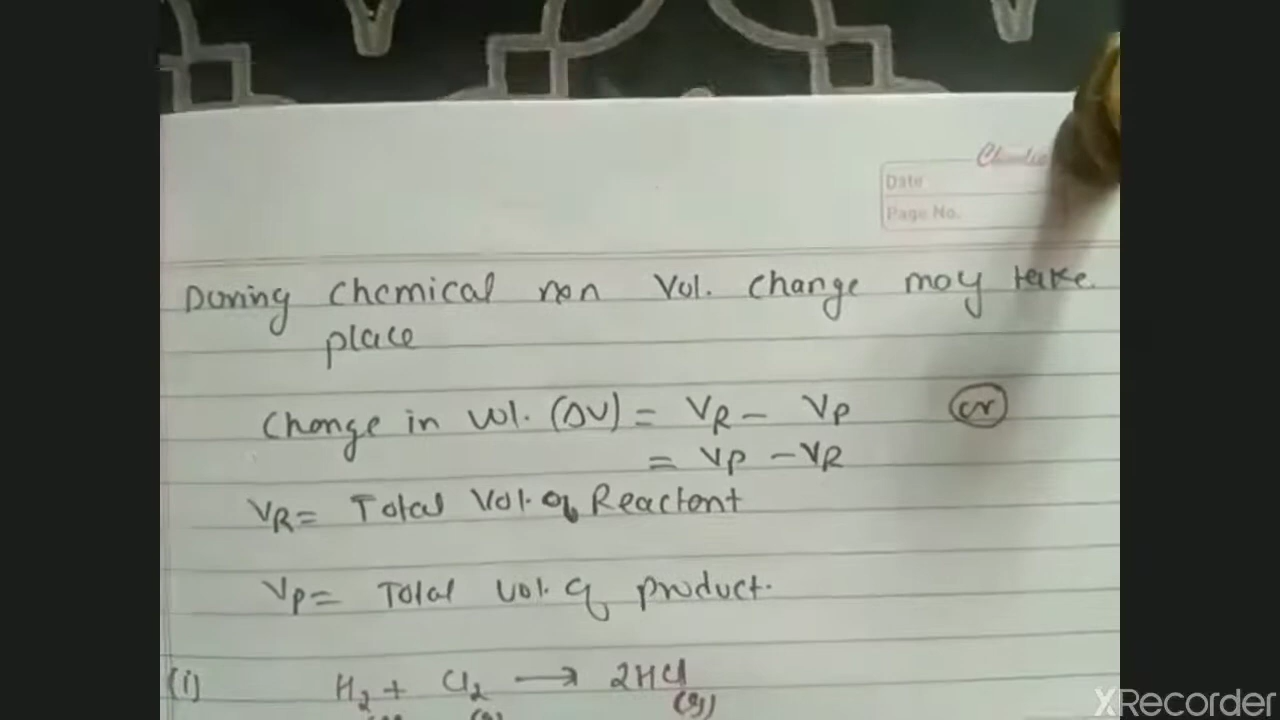 Date
Page No.
During Chemical rxn Vol. change may take
place
Change in Vol. (ΔV) = VR - VP or
= VP - VR
VR = Total Vol. of Reactant
VP = Total Vol. of product.
(i) H2 + Cl2 → 2HCl
(g) (g) (g)
XRecorder